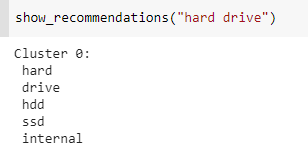 show_recommendations("hard drive")
Cluster 0:
hard
drive
hdd
ssd
internal